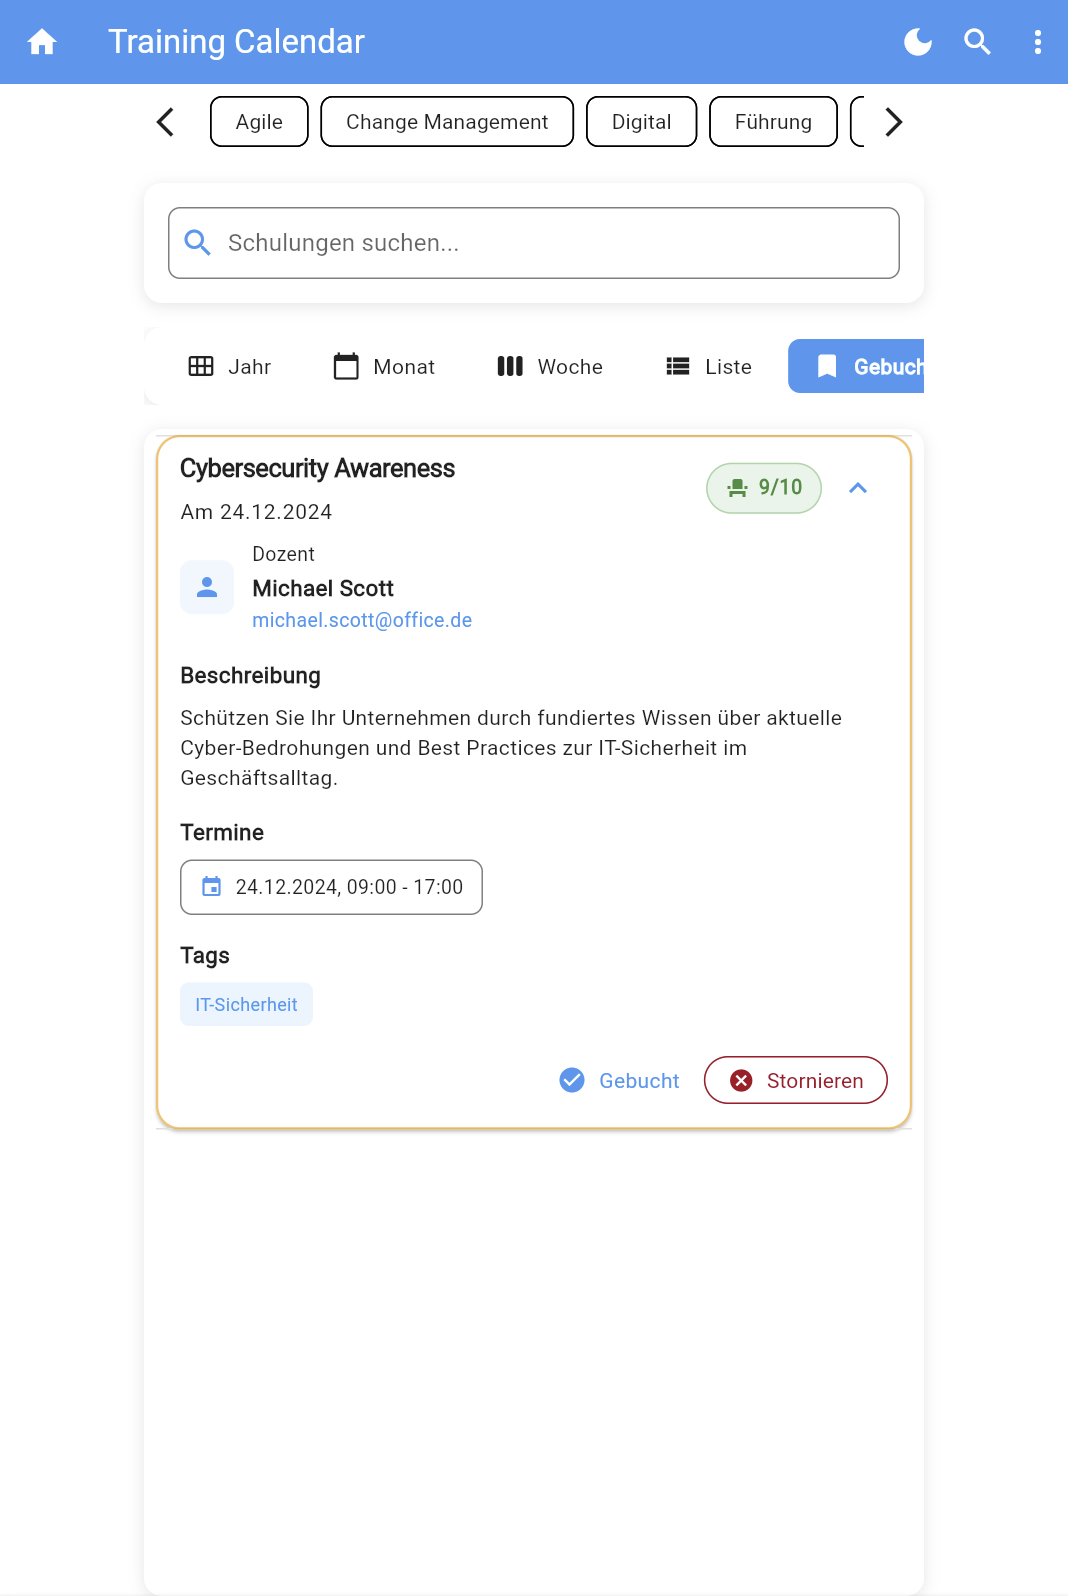 Training Calendar
Agile
Change Management
Digital
Führung
Schulungen suchen...
Jahr
Monat
Woche
Liste
Gebuch
Cybersecurity Awareness
9/10
Am 24.12.2024
Dozent
Michael Scott
michael.scott@office.de
Beschreibung
Schützen Sie Ihr Unternehmen durch fundiertes Wissen über aktuelle
Cyber-Bedrohungen und Best Practices zur IT-Sicherheit im
Geschäftsalltag.
Termine
24.12.2024, 09:00 - 17:00
Tags
IT-Sicherheit
Gebucht
Stornieren